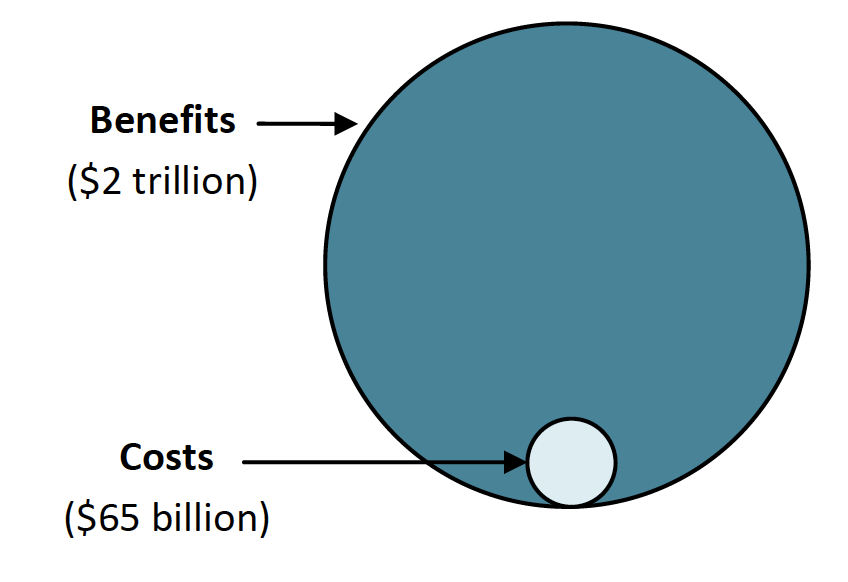 Benefits
($2 trillion)
Costs
($65 billion)